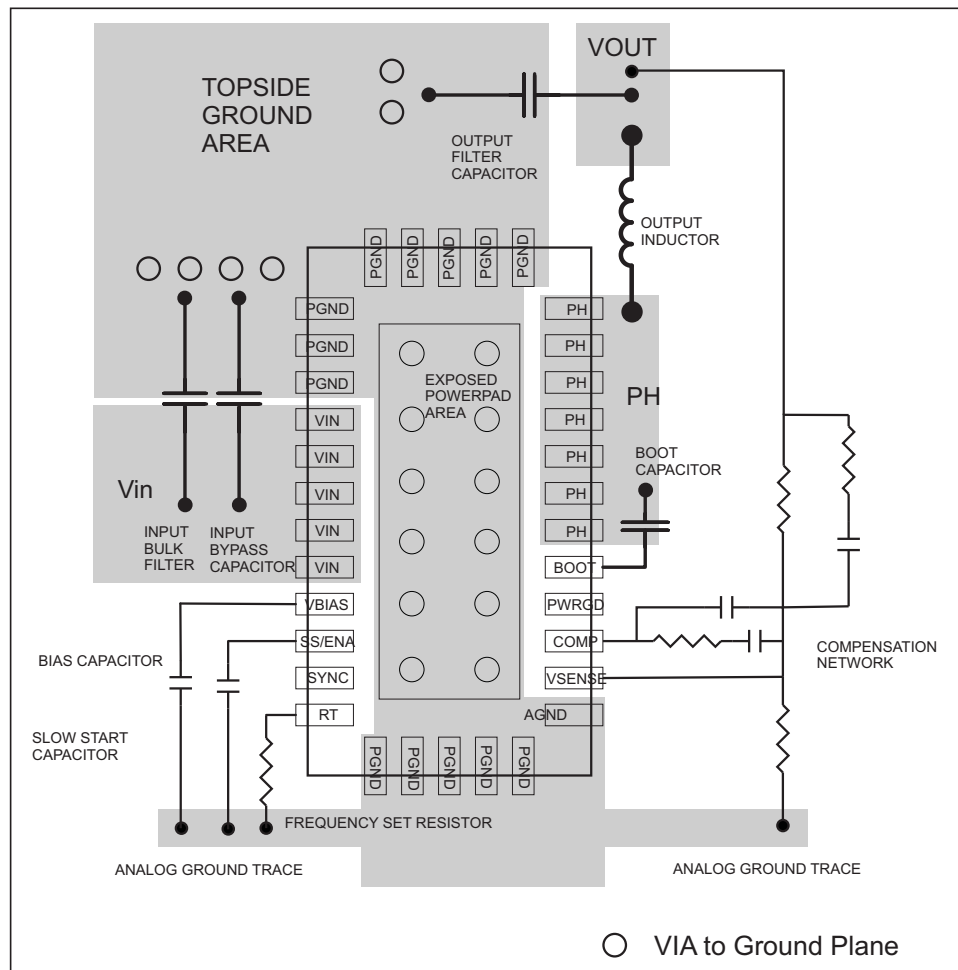 VOUT
TOPSIDE
GROUND
AREA
OUTPUT
FILTER
CAPACITOR
OUTPUT
INDUCTOR
PGND
PGND
PGND
PGND
PGND
PGND
PGND
PGND
VIN
VIN
VIN
VIN
VIN
VBIAS
SS/ENA
SYNC
RT
EXPOSED
POWERPAD
AREA
PH
PH
PH
PH
PH
PH
PH
BOOT
PWRGD
COMP
VSENSE
AGND
PH
BOOT
CAPACITOR
Vin
INPUT
BULK
FILTER
INPUT
BYPASS
CAPACITOR
BIAS CAPACITOR
SLOW START
CAPACITOR
COMPENSATION
NETWORK
PGND
PGND
PGND
PGND
PGND
FREQUENCY SET RESISTOR
ANALOG GROUND TRACE
ANALOG GROUND TRACE
VIA to Ground Plane